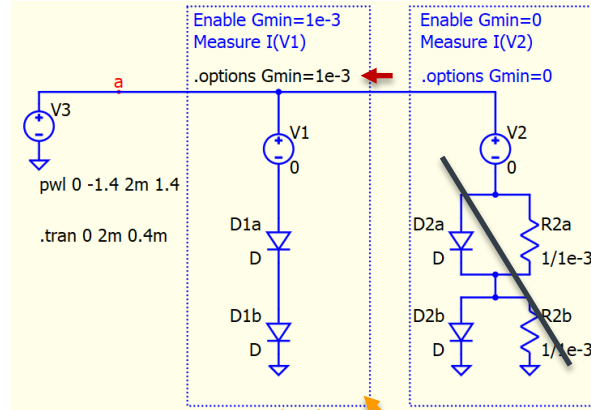 Enable Gmin=1e-3
Measure I(V1)
.options Gmin=1e-3
Enable Gmin=0
Measure I(V2)
.options Gmin=0
a
V3
pwl 0 -1.4 2m 1.4
.tran 0 2m 0.4m
V1
0
D1a
D
D1b
D
V2
0
D2a
D
R2a
1/1e-3
D2b
D
R2b
1/1e-3